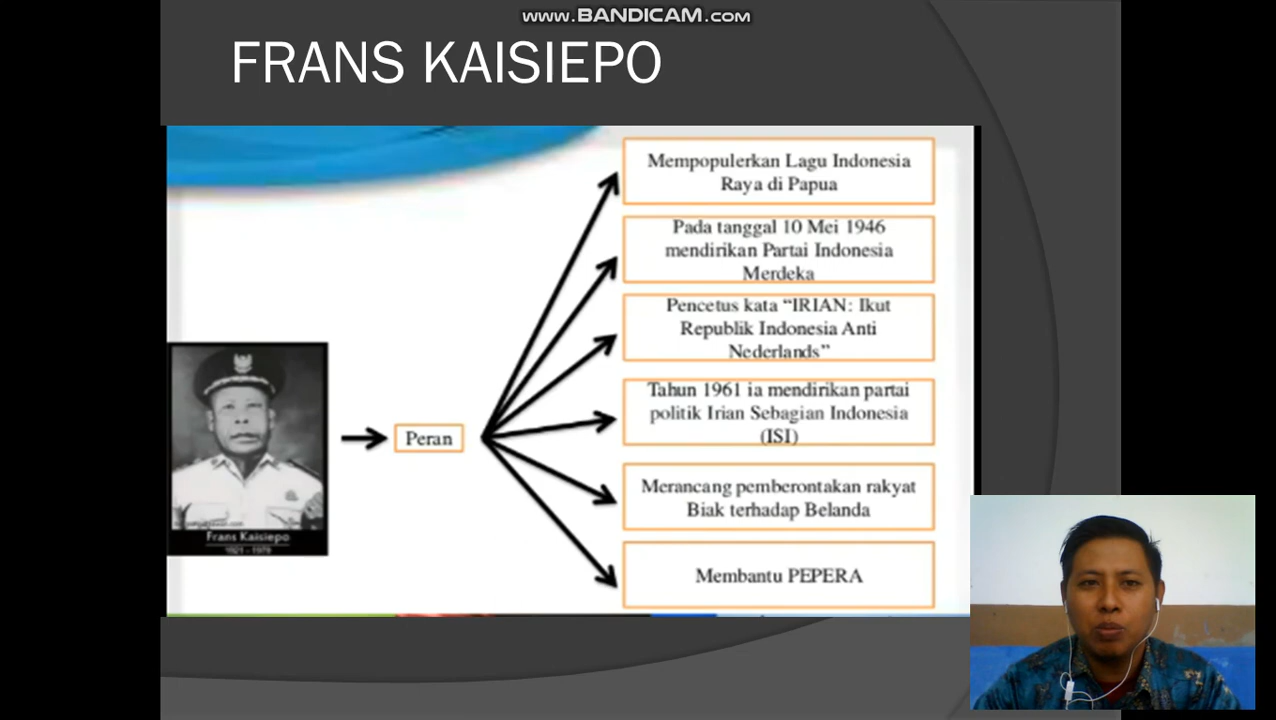 www.BANDICAM.com
FRANS KAISIEPO
Mempopulerkan Lagu Indonesia
Raya di Papua
Pada tanggal 10 Mei 1946
mendirikan Partai Indonesia
Merdeka
Pencetus kata “IRIAN: Ikut
Republik Indonesia Anti
Nederlands”
Tahun 1961 ia mendirikan partai
politik Irian Sebagian Indonesia
(ISI)
Peran
Merancang pemberontakan rakyat
Biak terhadap Belanda
Membantu PEPERA
Frans Kaisiepo
1921 - 1979